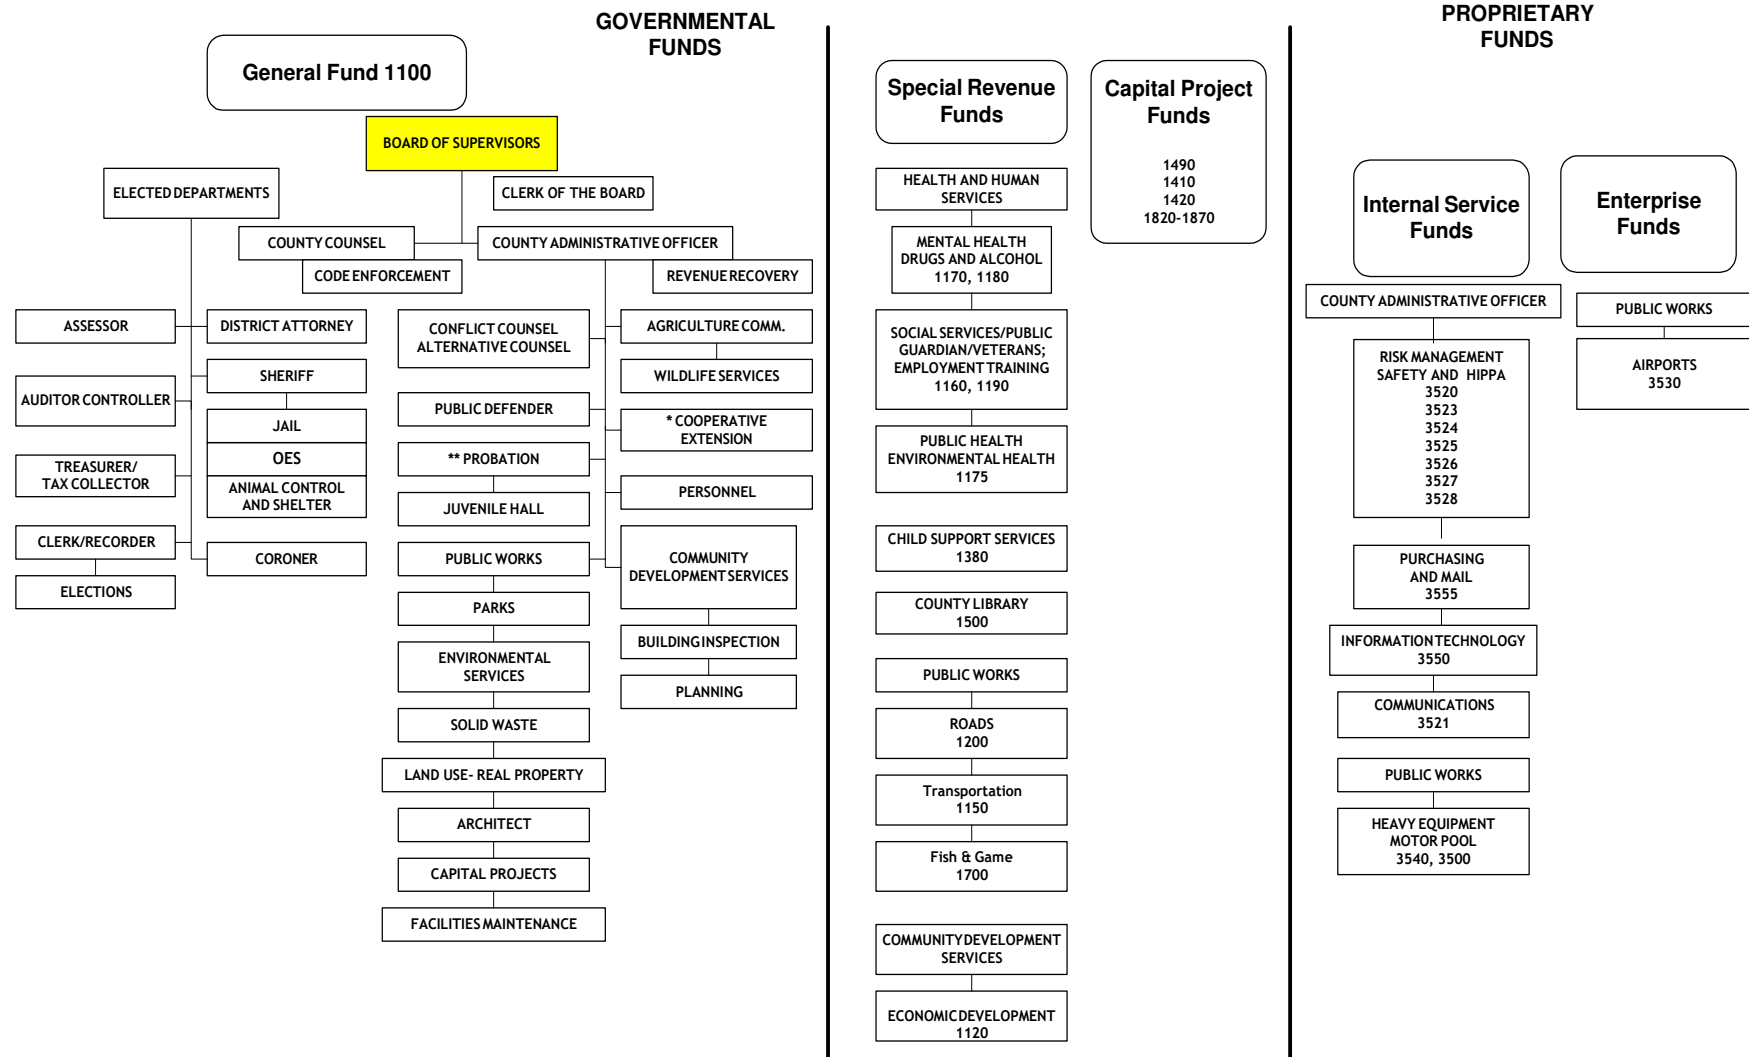 GOVERNMENTAL
FUNDS
General Fund 1100
BOARD OF SUPERVISORS
ELECTED DEPARTMENTS
CLERK OF THE BOARD
COUNTY COUNSEL
COUNTY ADMINISTRATIVE OFFICER
CODE ENFORCEMENT
REVENUE RECOVERY
ASSESSOR
DISTRICT ATTORNEY
SHERIFF
AUDITOR CONTROLLER
JAIL
OES
TREASURER/
TAX COLLECTOR
ANIMAL CONTROL
AND SHELTER
CLERK/RECORDER
CORONER
ELECTIONS
CONFLICT COUNSEL
ALTERNATIVE COUNSEL
PUBLIC DEFENDER
** PROBATION
JUVENILE HALL
PUBLIC WORKS
PARKS
ENVIRONMENTAL
SERVICES
SOLID WASTE
LAND USE- REAL PROPERTY
ARCHITECT
CAPITAL PROJECTS
FACILITIES MAINTENANCE
AGRICULTURE COMM.
WILDLIFE SERVICES
* COOPERATIVE
EXTENSION
PERSONNEL
COMMUNITY
DEVELOPMENT SERVICES
BUILDING INSPECTION
PLANNING
Special Revenue
Funds
HEALTH AND HUMAN
SERVICES
MENTAL HEALTH
DRUGS AND ALCOHOL
1170, 1180
SOCIAL SERVICES/PUBLIC
GUARDIAN/VETERANS;
EMPLOYMENT TRAINING
1160, 1190
PUBLIC HEALTH
ENVIRONMENTAL HEALTH
1175
CHILD SUPPORT SERVICES
1380
COUNTY LIBRARY
1500
PUBLIC WORKS
ROADS
1200
Transportation
1150
Fish & Game
1700
COMMUNITY DEVELOPMENT
SERVICES
ECONOMIC DEVELOPMENT
1120
Capital Project
Funds
1490
1410
1420
1820-1870
PROPRIETARY
FUNDS
Internal Service
Funds
COUNTY ADMINISTRATIVE OFFICER
RISK MANAGEMENT
SAFETY AND HIPPA
3520
3523
3524
3525
3526
3527
3528
PURCHASING
AND MAIL
3555
INFORMATION TECHNOLOGY
3550
COMMUNICATIONS
3521
PUBLIC WORKS
HEAVY EQUIPMENT
MOTOR POOL
3540, 3500
Enterprise
Funds
PUBLIC WORKS
AIRPORTS
3530